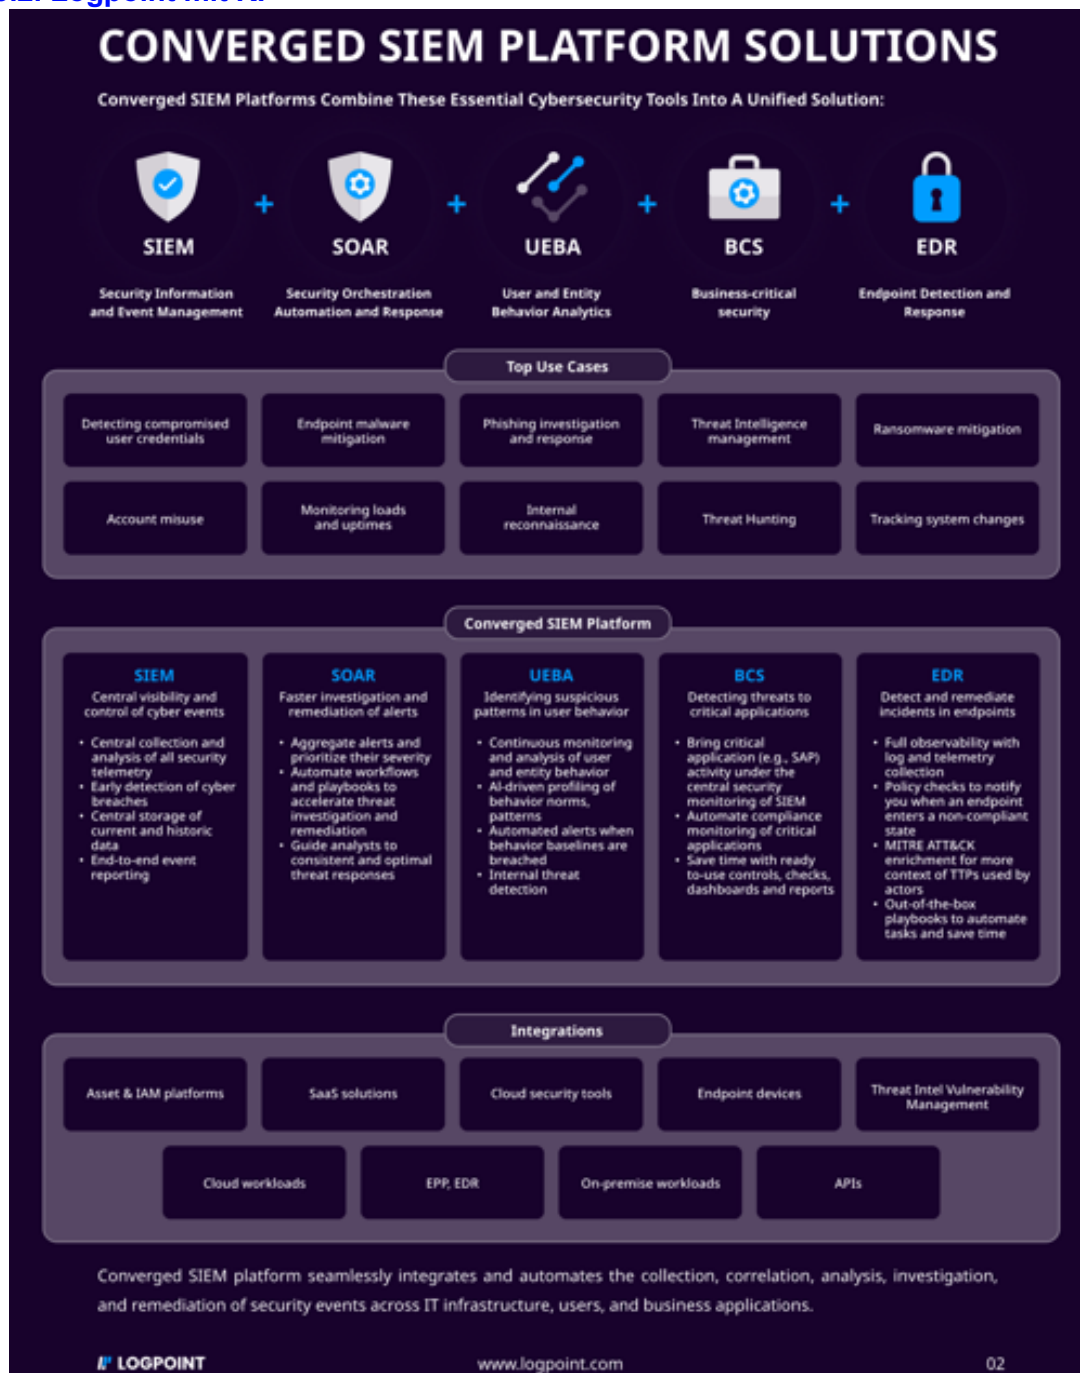 CONVERGED SIEM PLATFORM SOLUTIONS
Converged SIEM Platforms Combine These Essential Cybersecurity Tools Into A Unified Solution:
SIEM
Security Information
and Event Management
+
SOAR
Security Orchestration
Automation and Response
+
UEBA
User and Entity
Behavior Analytics
+
BCS
Business-critical
security
+
EDR
Endpoint Detection and
Response
Top Use Cases
Detecting compromised
user credentials
Endpoint malware
mitigation
Phishing investigation
and response
Threat Intelligence
management
Ransomware mitigation
Account misuse
Monitoring loads
and uptimes
Internal
reconnaissance
Threat Hunting
Tracking system changes
Converged SIEM Platform
SIEM
Central visibility and
control of cyber events
• Central collection and
analysis of all security
telemetry
• Early detection of cyber
breaches
• Central storage of
current and historic
data
• End-to-end event
reporting
SOAR
Faster investigation and
remediation of alerts
• Aggregate alerts and
prioritize their severity
• Automate workflows
and playbooks to
accelerate threat
investigation and
remediation
• Guide analysts to
consistent and optimal
threat responses
UEBA
Identifying suspicious
patterns in user behavior
• Continuous monitoring
and analysis of user
and entity behavior
• AI-driven profiling of
behavior norms,
patterns
• Automated alerts when
behavior baselines are
breached
• Internal threat
detection
BCS
Detecting threats to
critical applications
• Bring critical
application (e.g., SAP)
activity under the
central security
monitoring of SIEM
• Automate compliance
monitoring of critical
applications
• Save time with ready
to-use controls, checks,
dashboards and reports
EDR
Detect and remediate
incidents in endpoints
• Full observability with
log and telemetry
collection
• Policy checks to notify
you when an endpoint
enters a non-compliant
state
• MITRE ATT&CK
enrichment for more
context of TTPs used by
actors
• Out-of-the-box
playbooks to automate
tasks and save time
Integrations
Asset & IAM platforms
SaaS solutions
Cloud security tools
Endpoint devices
Threat Intel Vulnerability
Management
Cloud workloads
EPP, EDR
On-premise workloads
APIs
Converged SIEM platform seamlessly integrates and automates the collection, correlation, analysis, investigation,
and remediation of security events across IT infrastructure, users, and business applications.
LOGPOINT
www.logpoint.com
02